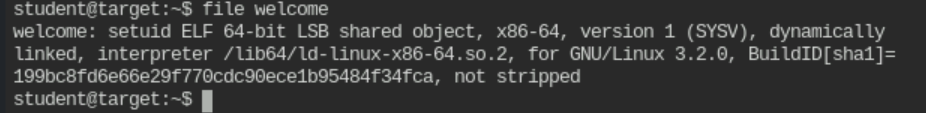 student@target:~$ file welcome
welcome: setuid ELF 64-bit LSB shared object, x86-64, version 1 (SYSV), dynamically
linked, interpreter /lib64/ld-linux-x86-64.so.2, for GNU/Linux 3.2.0, BuildID[sha1]=
199bc8fd6e66e29f770cdc90ece1b95484f34fca, not stripped
student@target:~$